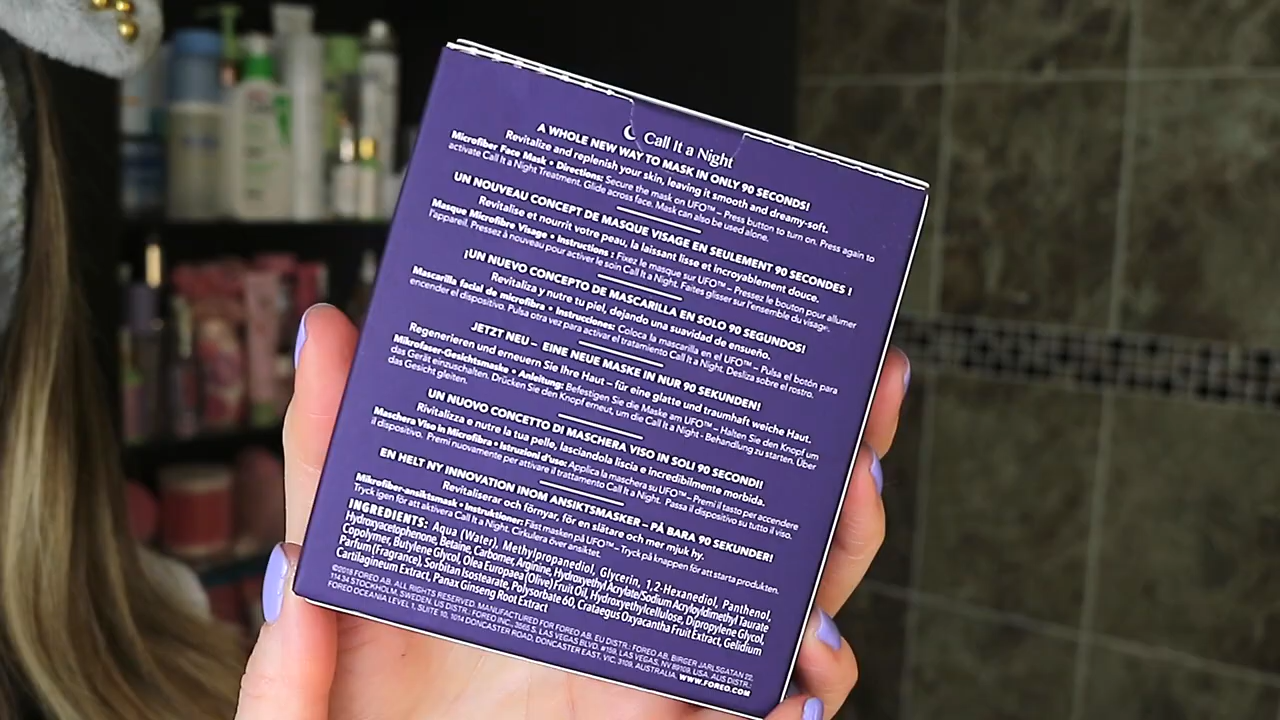 Call It a Night
A WHOLE NEW WAY TO MASK IN ONLY 90 SECONDS!
Revitalize and replenish your skin, leaving it smooth and dreamy-soft.
Microfiber Face Mask • Directions: Secure the mask on UFO™ – Press button to turn on. Press again to
activate Call It a Night Treatment. Glide across face. Mask can also be used alone.
UN NOUVEAU CONCEPT DE MASQUE VISAGE EN SEULEMENT 90 SECONDES !
Revitalise et nourrit votre peau, la laissant lisse et incroyablement douce.
Masque Microfibre Visage • Instructions : Fixez le masque sur UFO™ – Pressez le bouton pour allumer
l'appareil. Pressez à nouveau pour activer le soin Call It a Night. Faites glisser sur l'ensemble du visage.
¡UN NUEVO CONCEPTO DE MASCARILLA EN SOLO 90 SEGUNDOS!
Revitaliza y nutre tu piel, dejando una suavidad de ensueño.
Mascarilla facial de microfibra • Instrucciones: Coloca la mascarilla en el UFO™ – Pulsa el botón para
encender el dispositivo. Pulsa otra vez para activar el tratamiento Call It a Night. Desliza sobre el rostro.
JETZT NEU – EINE NEUE MASKE IN NUR 90 SEKUNDEN!
Regenerieren und erneuern Sie Ihre Haut – für eine glatte und traumhaft weiche Haut.
Mikrofaser-Gesichtsmaske • Anleitung: Befestigen Sie die Maske am UFO™ – Halten Sie den Knopf um
das Gerät einzuschalten. Drücken Sie den Knopf erneut, um die Call It a Night - Behandlung zu starten. Über
das Gesicht gleiten.
UN NUOVO CONCETTO DI MASCHERA VISO IN SOLI 90 SECONDI!
Rivitalizza e nutre la tua pelle, lasciandola liscia e incredibilmente morbida.
Maschera Viso in Microfibra • Istruzioni d'uso: Applica la maschera su UFO™ – Premi il tasto per accendere
il dispositivo. Premi nuovamente per attivare il trattamento Call It a Night. Passa il dispositivo su tutto il viso.
EN HELT NY INNOVATION INOM ANSIKTSMASKER – PÅ BARA 90 SEKUNDER!
Revitaliserar och förnyar, för en slätare och mer mjuk hy.
Mikrofiber-ansiktsmask • Instruktioner: Fäst masken på UFO™ – Tryck på knappen för att starta produkten.
Tryck igen för att aktivera Call It a Night. Cirkulera över ansiktet.
INGREDIENTS: Aqua (Water), Methylpropanediol, Glycerin, 1,2-Hexanediol, Panthenol,
Hydroxyacetophenone, Betaine, Carbomer, Arginine, Hydroxyethyl Acrylate/Sodium Acryloyldimethyl Taurate
Copolymer, Butylene Glycol, Olea Europaea (Olive) Fruit Oil, Hydroxyethylcellulose, Dipropylene Glycol,
Parfum (Fragrance), Sorbitan Isostearate, Polysorbate 60, Crataegus Oxyacantha Fruit Extract, Gelidium
Cartilagineum Extract, Panax Ginseng Root Extract
©2018 FOREO AB. ALL RIGHTS RESERVED. MANUFACTURED FOR FOREO AB. EU DISTR.: FOREO AB, BIRGER JARLSGATAN 22,
114 34 STOCKHOLM, SWEDEN. US DISTR.: FOREO INC., 3565 S. LAS VEGAS BLVD. #159, LAS VEGAS, NV 89109, USA. AUS DISTR.:
FOREO OCEANIA LEVEL 1, SUITE 10, 1014 DONCASTER ROAD, DONCASTER EAST, VIC, 3109, AUSTRALIA. WWW.FOREO.COM